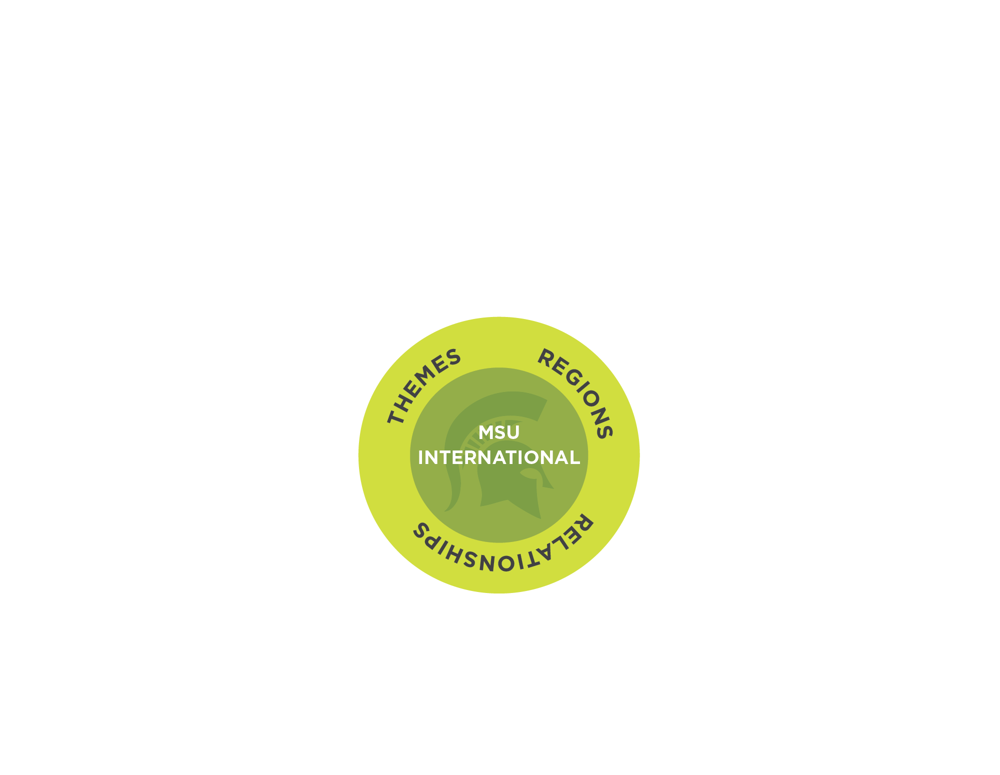 THEMES
REGIONS
MSU
INTERNATIONAL
RELATIONSHIPS